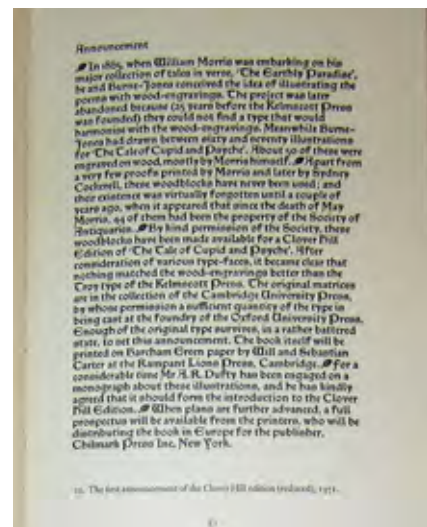 Announcement
In 1865, when William Morris was embarking on his
major collection of tales in verse, 'The Earthly Paradise',
he and Burne-Jones conceived the idea of illustrating the
poems with wood-engravings. The project was later
abandoned because (25 years before the Kelmscott Press
was founded) they could not find a type that would
harmonise with the wood-engravings. Meanwhile Burne-
Jones had drawn between sixty and seventy illustrations
for 'The Tale of Cupid and Psyche'. About 50 of these were
engraved on wood, mostly by Morris himself. Apart from
a very few proofs printed by Morris and later by Sydney
Cockerell, these woodblocks have never been used; and
their existence was virtually forgotten until a couple of
years ago, when it appeared that since the death of May
Morris, 44 of them had been the property of the Society of
Antiquaries. By kind permission of the Society, these
woodblocks have been made available for a Clover Hill
Edition of 'The Tale of Cupid and Psyche'. After
consideration of various type-faces, it became clear that
nothing matched the wood-engravings better than the
Troy type of the Kelmscott Press. The original matrices
are in the collection of the Cambridge University Press,
by whose permission a sufficient quantity of the type is
being cast at the foundry of the Oxford University Press.
Enough of the original type survives, in a rather battered
state, to set this announcement. The book itself will be
printed on Barcham Green paper by Will and Sebastian
Carter at the Rampant Lions Press, Cambridge. For a
considerable time Mr A.R. Dufty has been engaged on a
monograph about these illustrations, and he has kindly
agreed that it should form the introduction to the Clover
Hill Edition. When plans are further advanced, a full
prospectus will be available from the printers, who will be
distributing the book in Europe for the publisher,
Chilmark Press Inc. New York.
The first announcement of the Clover Hill edition (reduced), 1971.